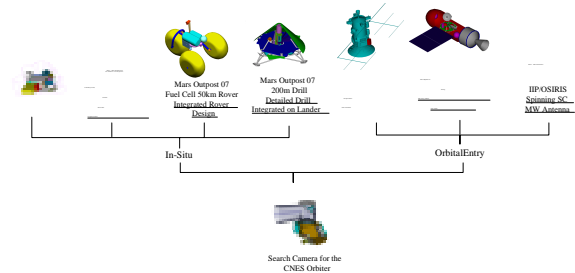 Mars Outpost 07
Fuel Cell 50km Rover
Integrated Rover
Design
Mars Outpost 07
200m Drill
Detailed Drill
Integrated on Lander
IIP/OSIRIS
Spinning SC
MW Antenna
In-Situ
OrbitalEntry
Search Camera for the
CNES Orbiter